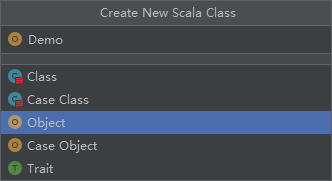 Create New Scala Class
Demo
Class
Case Class
Object
Case Object
Trait